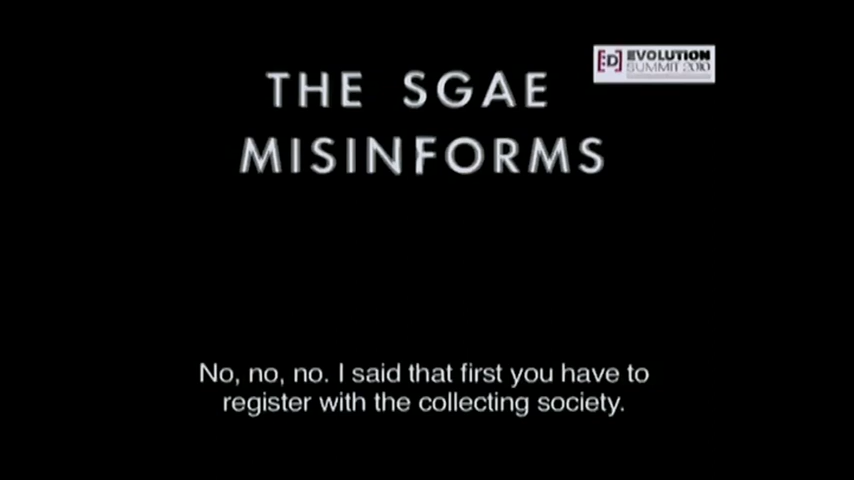 THE SGAE
MISINFORMS
[D] EVOLUTION
SUMMIT 2010
No, no, no. I said that first you have to
register with the collecting society.